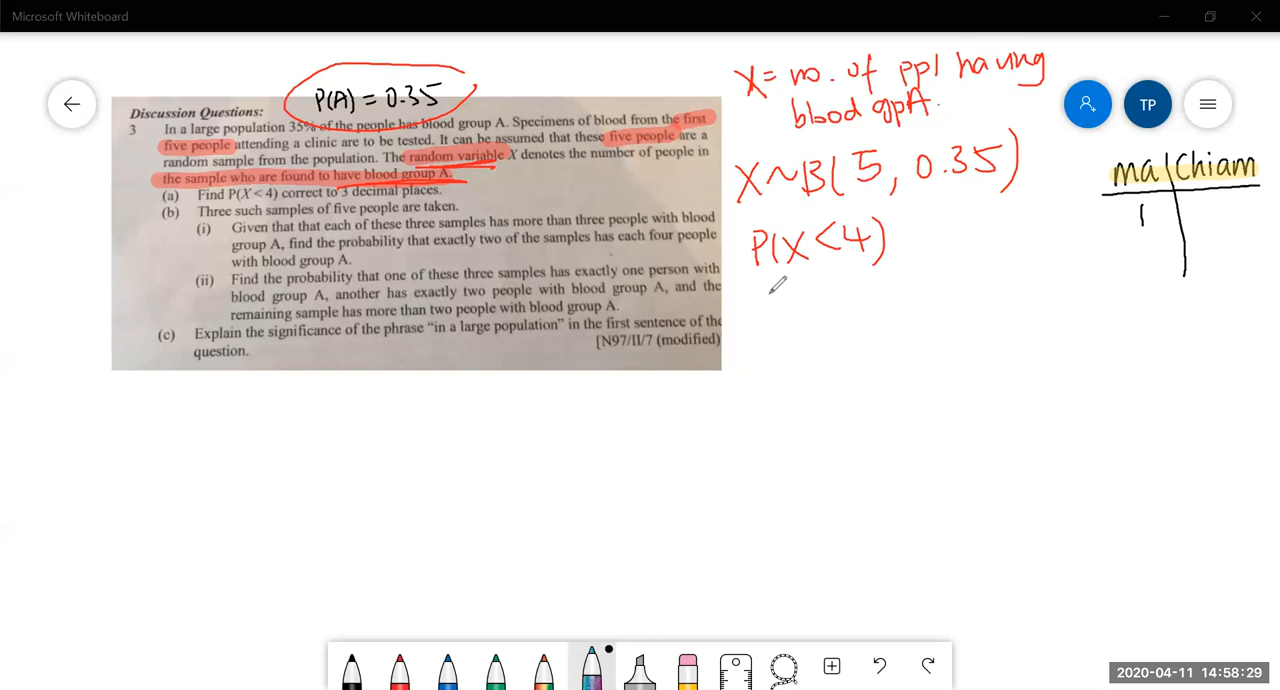 Microsoft Whiteboard
P(A) = 0.35
Discussion Questions:
3 In a large population 35% of the people has blood group A. Specimens of blood from the first
five people attending a clinic are to be tested. It can be assumed that these five people are a
random sample from the population. The random variable X denotes the number of people in
the sample who are found to have blood group A.
(a) Find P(X < 4) correct to 3 decimal places.
(b) Three such samples of five people are taken.
(i) Given that that each of these three samples has more than three people with blood
group A, find the probability that exactly two of the samples has each four people
with blood group A.
(ii) Find the probability that one of these three samples has exactly one person with
blood group A, another has exactly two people with blood group A, and the
remaining sample has more than two people with blood group A.
(c) Explain the significance of the phrase "in a large population" in the first sentence of the
question. [N97/II/7 (modified)
X = no. of ppl having
blood gp A.
X ~ B(5, 0.35)
P(X < 4)
TP
ma Chiam
1
2020-04-11 14:58:29